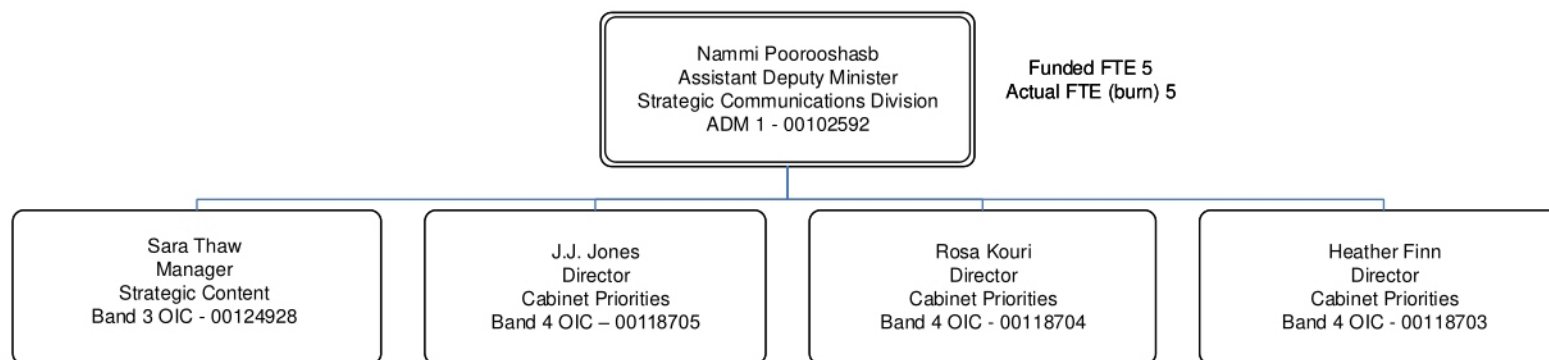 Nammi Poorooshasb
Assistant Deputy Minister
Strategic Communications Division
ADM 1 - 00102592
Funded FTE 5
Actual FTE (burn) 5
Sara Thaw
Manager
Strategic Content
Band 3 OIC - 00124928
J.J. Jones
Director
Cabinet Priorities
Band 4 OIC – 00118705
Rosa Kouri
Director
Cabinet Priorities
Band 4 OIC - 00118704
Heather Finn
Director
Cabinet Priorities
Band 4 OIC - 00118703